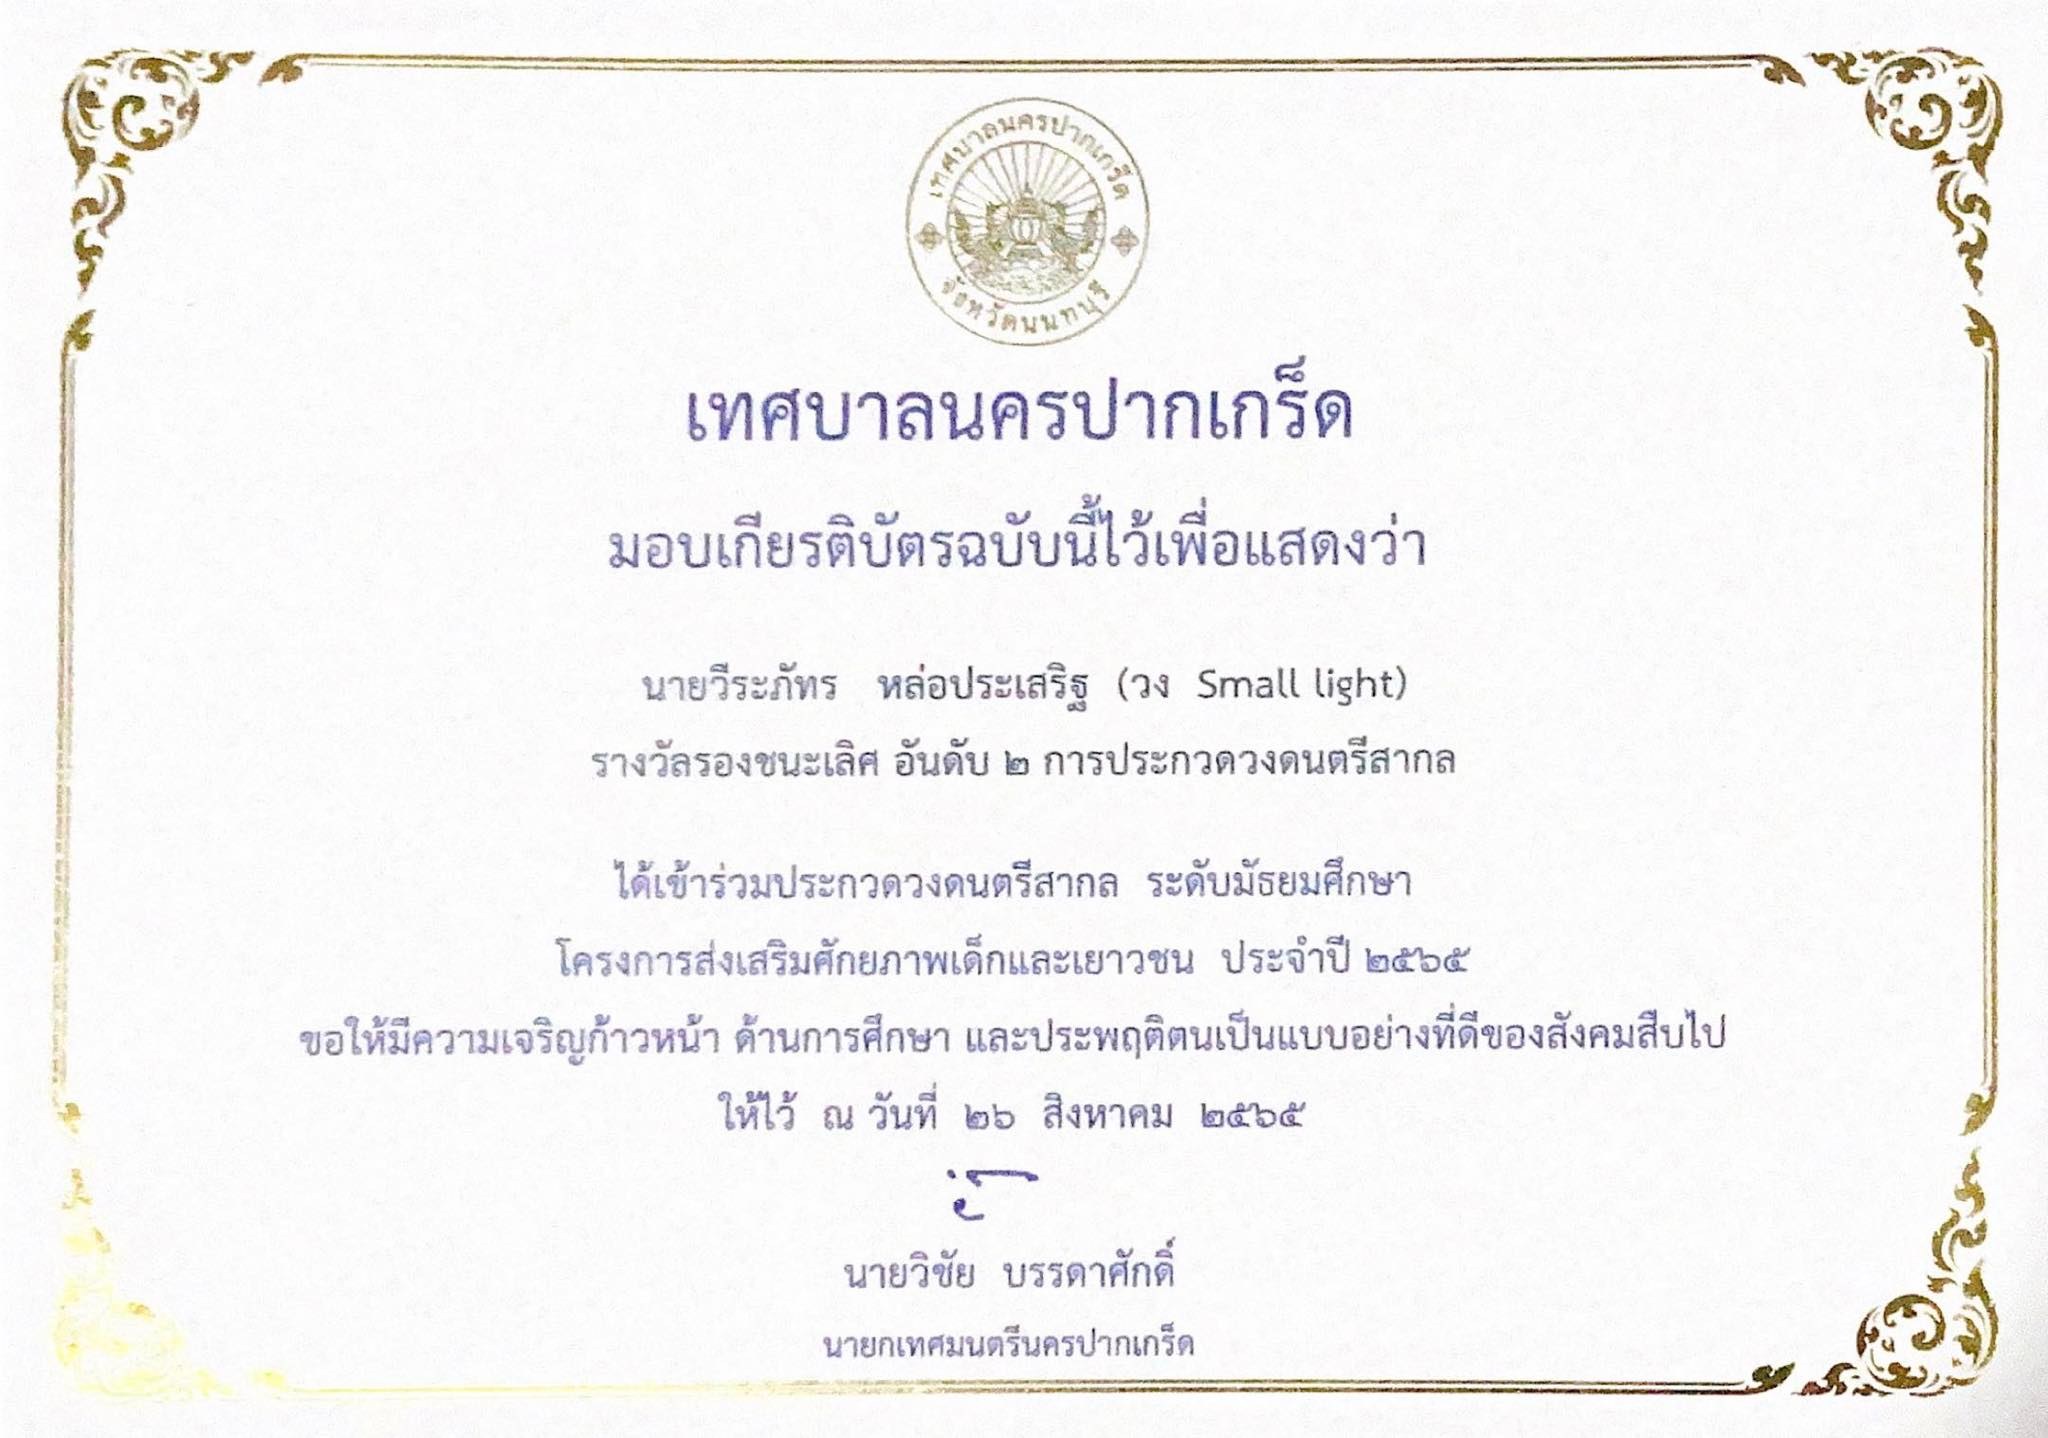 เทศบาลนครปากเกร็ด
จังหวัดนนทบุรี
เทศบาลนครปากเกร็ด
มอบเกียรติบัตรฉบับนี้ไว้เพื่อแสดงว่า
นายวีระภัทร หล่อประเสริฐ (วง Small light)
รางวัลรองชนะเลิศ อันดับ ๒ การประกวดวงดนตรีสากล
ได้เข้าร่วมประกวดวงดนตรีสากล ระดับมัธยมศึกษา
โครงการส่งเสริมศักยภาพเด็กและเยาวชน ประจำปี ๒๕๖๕
ขอให้มีความเจริญก้าวหน้า ด้านการศึกษา และประพฤติตนเป็นแบบอย่างที่ดีของสังคมสืบไป
ให้ไว้ ณ วันที่ ๒๖ สิงหาคม ๒๕๖๕
นายวิชัย บรรดาศักดิ์
นายกเทศมนตรีนครปากเกร็ด